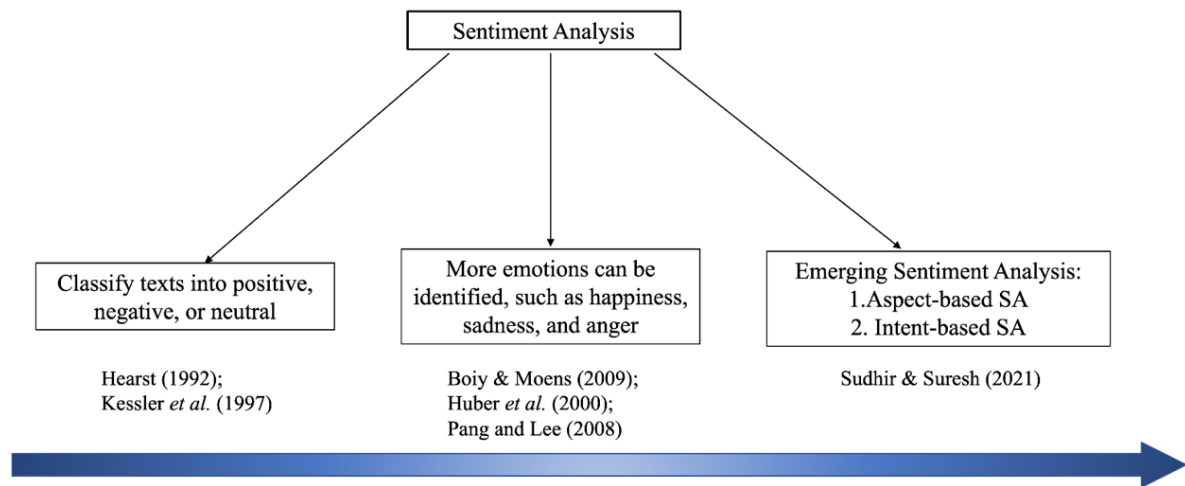 Sentiment Analysis
Classify texts into positive,
negative, or neutral
More emotions can be
identified, such as happiness,
sadness, and anger
Emerging Sentiment Analysis:
1.Aspect-based SA
2. Intent-based SA
Hearst (1992);
Kessler et al. (1997)
Boiy & Moens (2009);
Huber et al. (2000);
Pang and Lee (2008)
Sudhir & Suresh (2021)